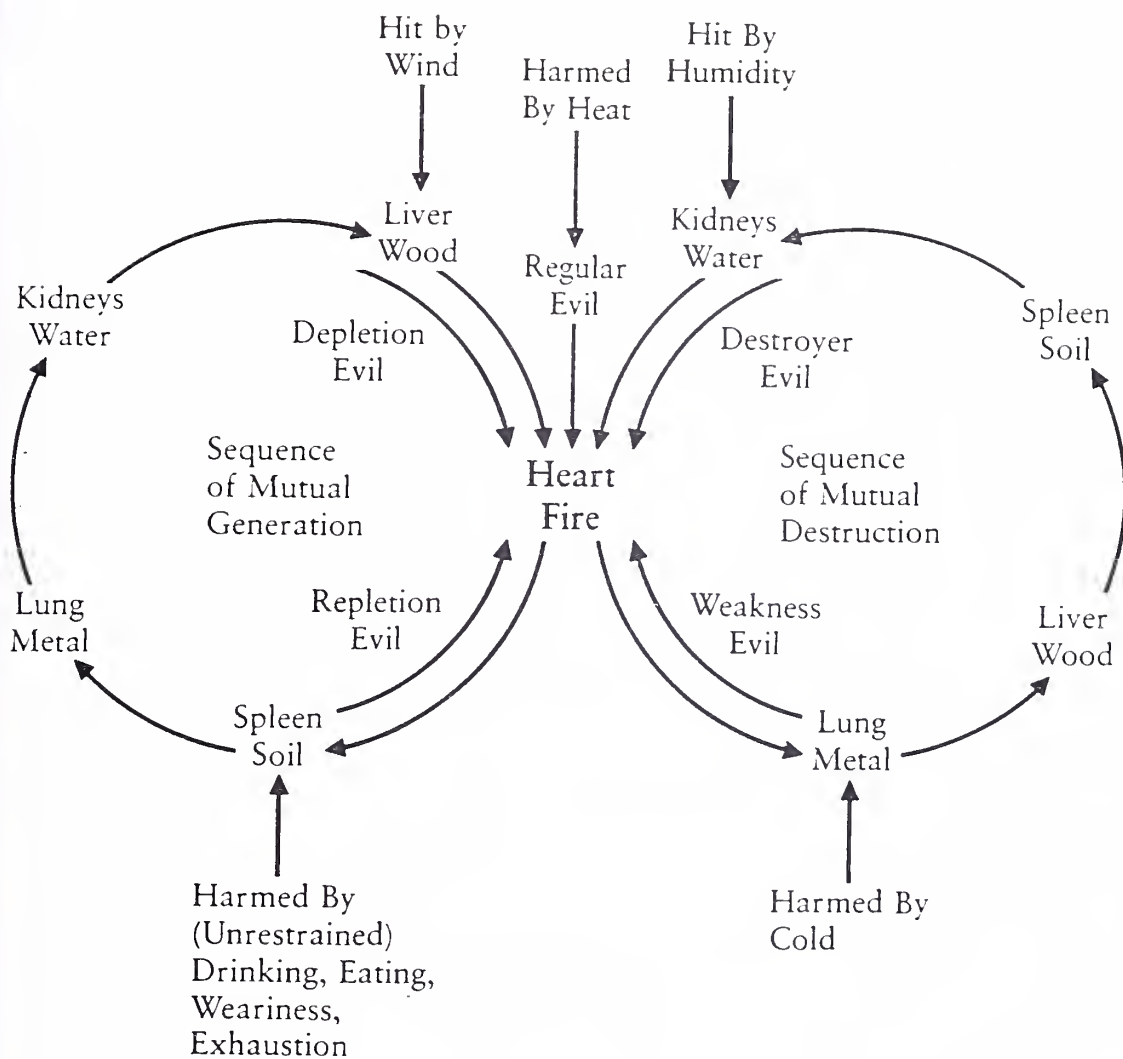 Hit by
Wind
Harmed
By Heat
Hit By
Humidity
Liver
Wood
Regular
Evil
Kidneys
Water
Kidneys
Water
Depletion
Evil
Destroyer
Evil
Spleen
Soil
Sequence
of Mutual
Generation
Heart
Fire
Sequence
of Mutual
Destruction
Lung
Metal
Repletion
Evil
Weakness
Evil
Liver
Wood
Spleen
Soil
Lung
Metal
Harmed By
(Unrestrained)
Drinking, Eating,
Weariness,
Exhaustion
Harmed By
Cold